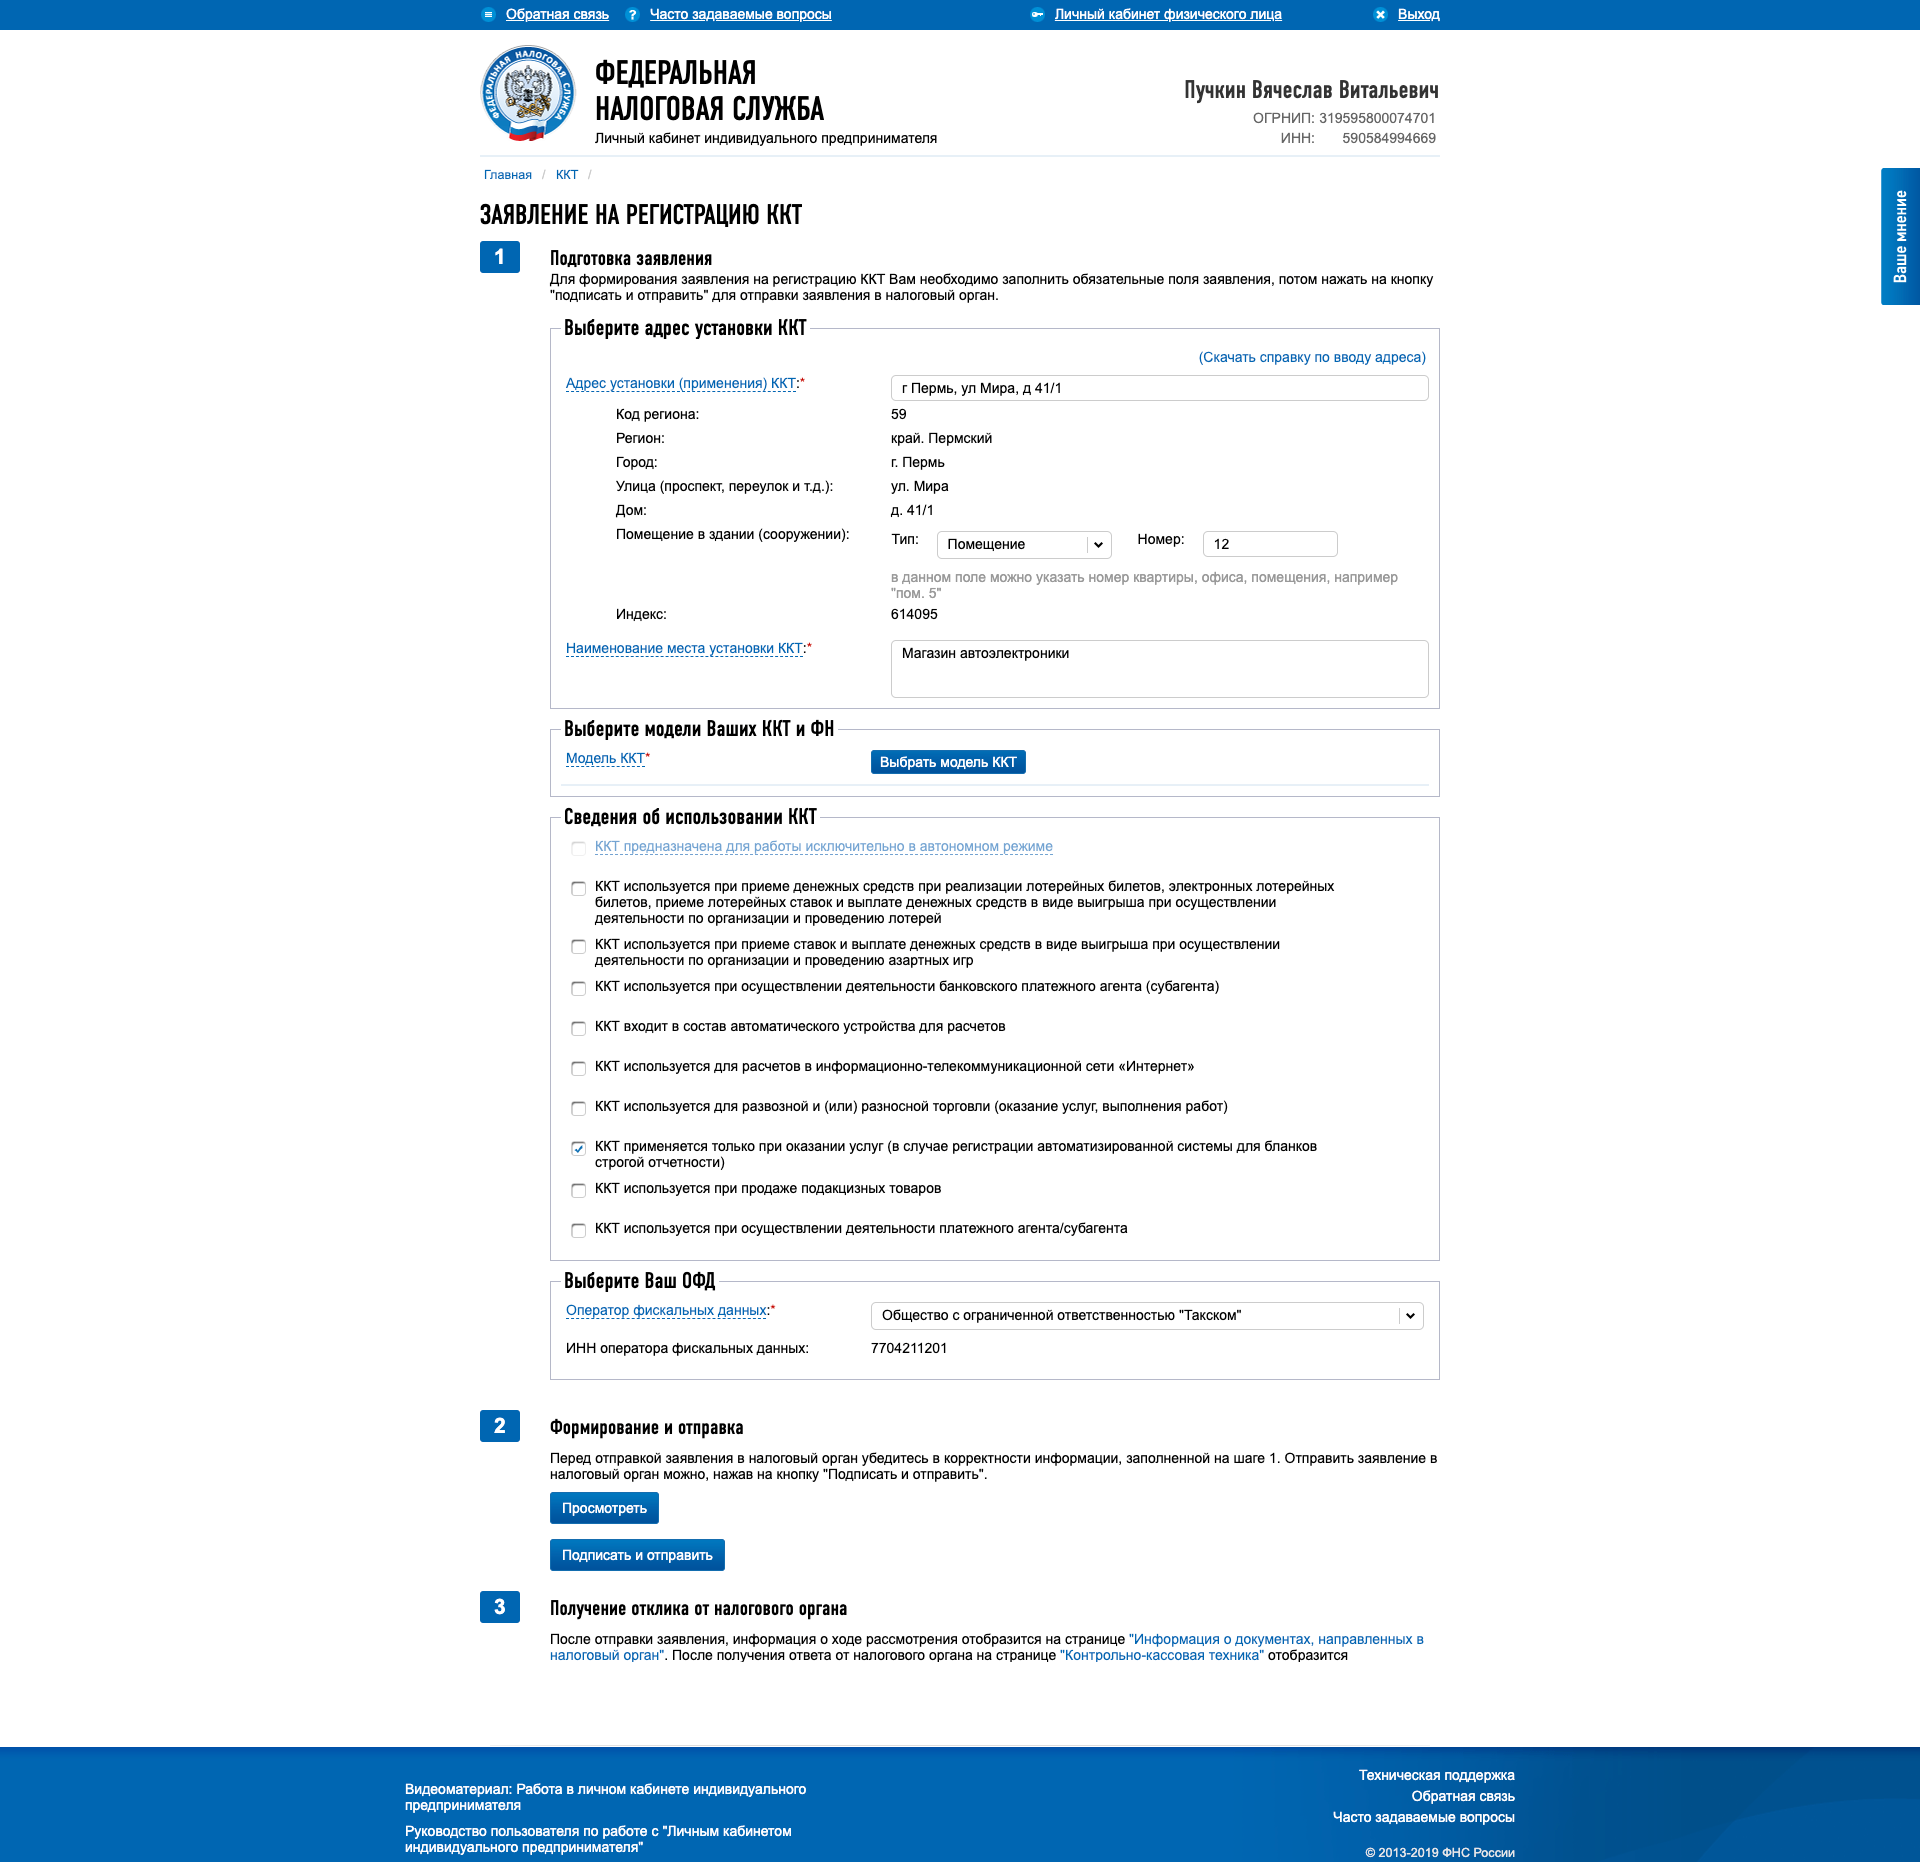 Обратная связь Часто задаваемые вопросы Личный кабинет физического лица Выход
ФЕДЕРАЛЬНАЯ НАЛОГОВАЯ СЛУЖБА
ФЕДЕРАЛЬНАЯ
НАЛОГОВАЯ СЛУЖБА
Личный кабинет индивидуального предпринимателя
Пучкин Вячеслав Витальевич
ОГРНИП: 319595800074701
ИНН: 590584994669
Главная / ККТ /
Ваше мнение
ЗАЯВЛЕНИЕ НА РЕГИСТРАЦИЮ ККТ
1 Подготовка заявления
Для формирования заявления на регистрацию ККТ Вам необходимо заполнить обязательные поля заявления, потом нажать на кнопку
"подписать и отправить" для отправки заявления в налоговый орган.
Выберите адрес установки ККТ
(Скачать справку по вводу адреса)
Адрес установки (применения) ККТ:* г Пермь, ул Мира, д 41/1
Код региона: 59
Регион: край. Пермский
Город: г. Пермь
Улица (проспект, переулок и т.д.): ул. Мира
Дом: д. 41/1
Помещение в здании (сооружении): Тип: Помещение Номер: 12
в данном поле можно указать номер квартиры, офиса, помещения, например
"пом. 5"
Индекс: 614095
Наименование места установки ККТ:* Магазин автоэлектроники
Выберите модели Ваших ККТ и ФН
Модель ККТ* Выбрать модель ККТ
Сведения об использовании ККТ
ККТ предназначена для работы исключительно в автономном режиме
ККТ используется при приеме денежных средств при реализации лотерейных билетов, электронных лотерейных
билетов, приеме лотерейных ставок и выплате денежных средств в виде выигрыша при осуществлении
деятельности по организации и проведению лотерей
ККТ используется при приеме ставок и выплате денежных средств в виде выигрыша при осуществлении
деятельности по организации и проведению азартных игр
ККТ используется при осуществлении деятельности банковского платежного агента (субагента)
ККТ входит в состав автоматического устройства для расчетов
ККТ используется для расчетов в информационно-телекоммуникационной сети «Интернет»
ККТ используется для развозной и (или) разносной торговли (оказание услуг, выполнения работ)
ККТ применяется только при оказании услуг (в случае регистрации автоматизированной системы для бланков
строгой отчетности)
ККТ используется при продаже подакцизных товаров
ККТ используется при осуществлении деятельности платежного агента/субагента
Выберите Ваш ОФД
Оператор фискальных данных:* Общество с ограниченной ответственностью "Такском"
ИНН оператора фискальных данных: 7704211201
2 Формирование и отправка
Перед отправкой заявления в налоговый орган убедитесь в корректности информации, заполненной на шаге 1. Отправить заявление в
налоговый орган можно, нажав на кнопку "Подписать и отправить".
Просмотреть
Подписать и отправить
3 Получение отклика от налогового органа
После отправки заявления, информация о ходе рассмотрения отобразится на странице "Информация о документах, направленных в
налоговый орган". После получения ответа от налогового органа на странице "Контрольно-кассовая техника" отобразится
Видеоматериал: Работа в личном кабинете индивидуального
предпринимателя
Руководство пользователя по работе с "Личным кабинетом
индивидуального предпринимателя"
Техническая поддержка
Обратная связь
Часто задаваемые вопросы
© 2013-2019 ФНС России